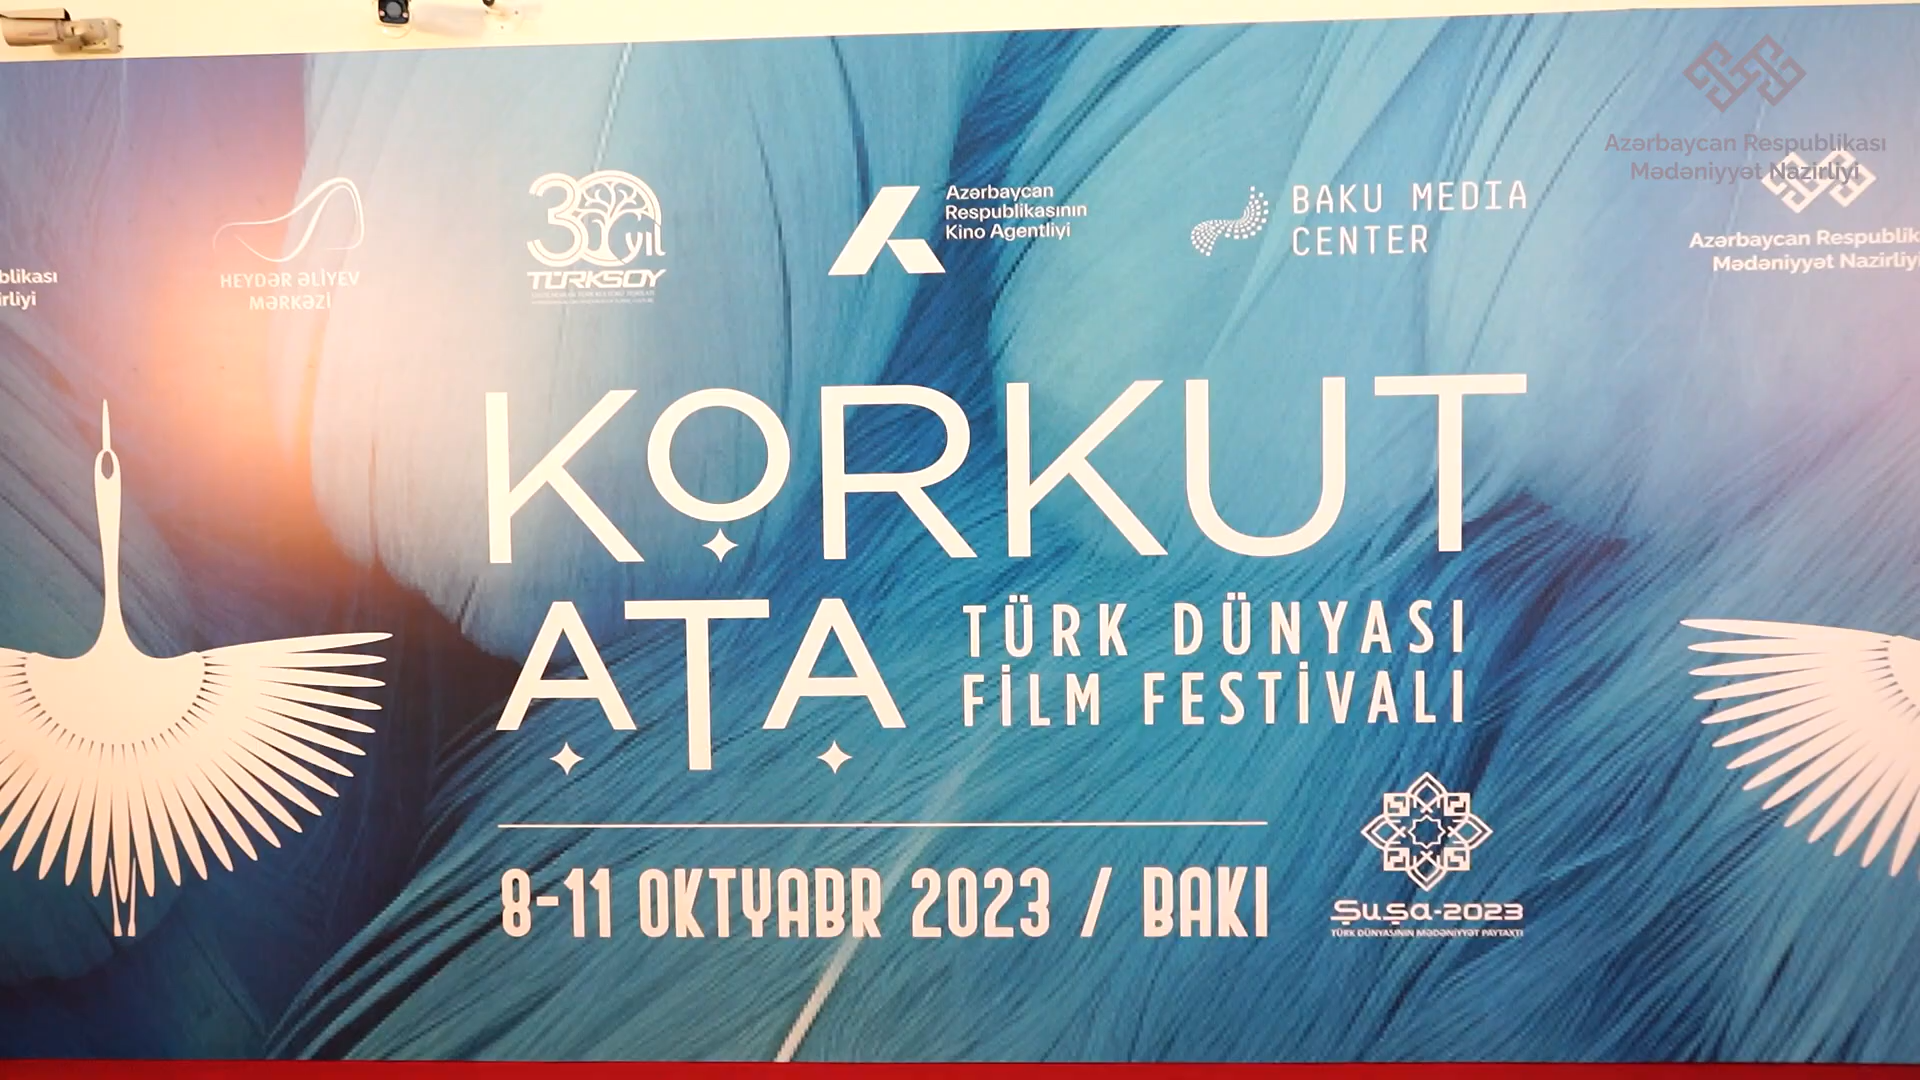 Azərbaycan Respublikası
Mədəniyyət Nazirliyi
blikası
irliyi
HEYDƏR ƏLİYEV
MƏRKƏZİ
30 yıl
TÜRKSOY
Azərbaycan
Respublikasının
Kino Agentliyi
BAKU MEDIA
CENTER
Azərbaycan Respublik
Mədəniyyət Nazirliyi
KORKUT
ATA
TÜRK DÜNYASI
FİLM FESTİVALI
8-11 OKTYABR 2023 / BAKI
ŞuŞa-2023
TÜRK DÜNYASININ MƏDƏNİYYƏT PAYTAXTI